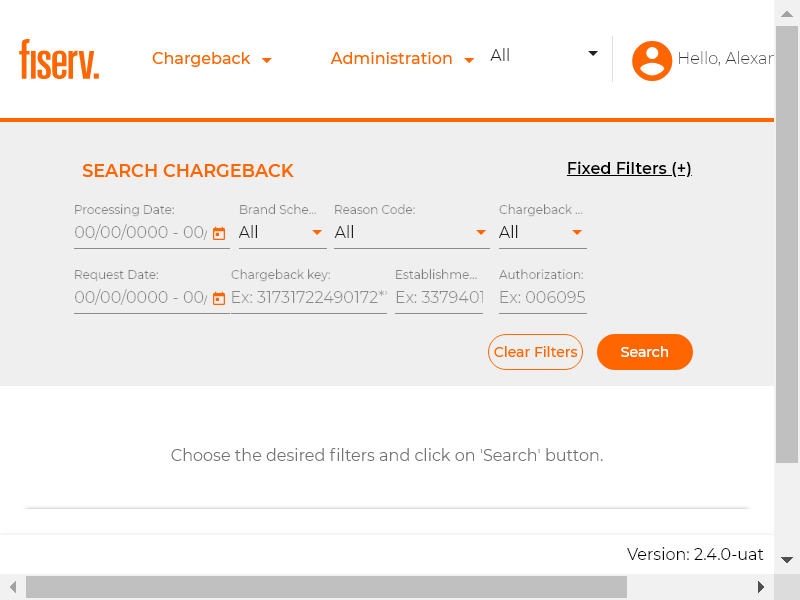 fiserv.
Chargeback
Administration
All
Hello, Alexar
SEARCH CHARGEBACK
Fixed Filters (+)
Processing Date:
Brand Sche...
Reason Code:
Chargeback ...
00/00/0000 - 00/
All
All
All
Request Date:
Chargeback key:
Establishme...
Authorization:
00/00/0000 - 00/
Ex: 31731722490172*
Ex: 3379401
Ex: 006095
Clear Filters
Search
Choose the desired filters and click on 'Search' button.
Version: 2.4.0-uat